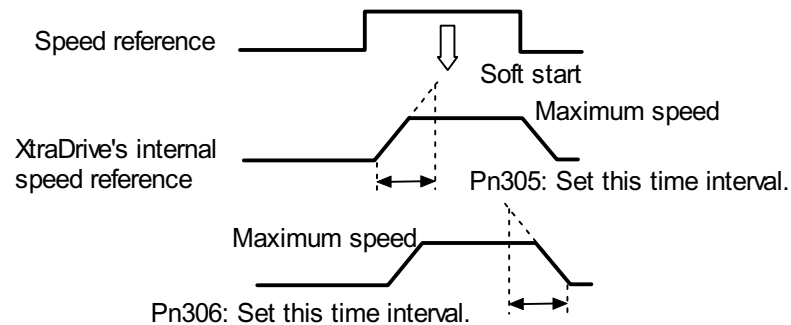 Speed reference
Soft start
Maximum speed
XtraDrive's internal
speed reference
Pn305: Set this time interval.
Maximum speed
Pn306: Set this time interval.